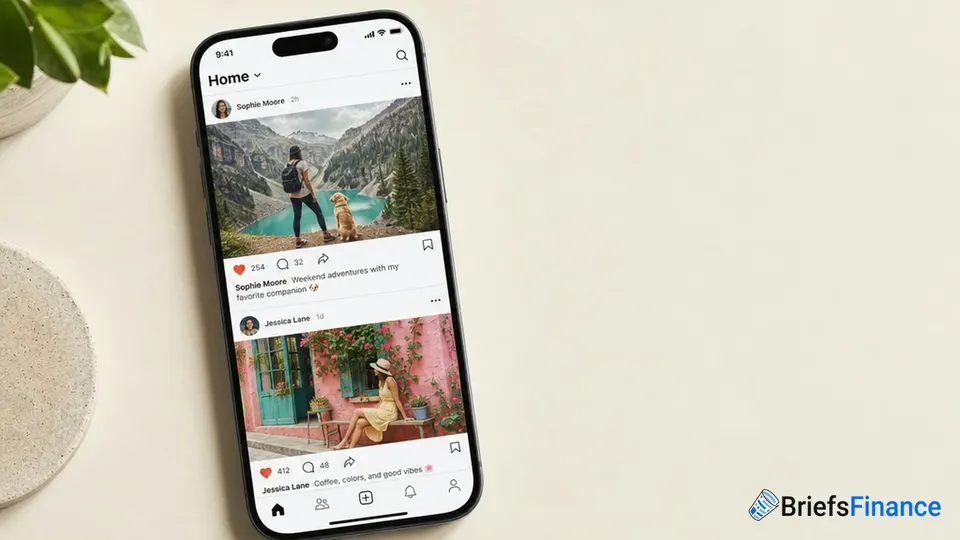 9:41
Home
Sophie Moore 2h
254 32
Sophie Moore Weekend adventures with my
favorite companion 🐶
Jessica Lane 1d
412 48
Jessica Lane Coffee, colors, and good vibes 🌸
BriefsFinance